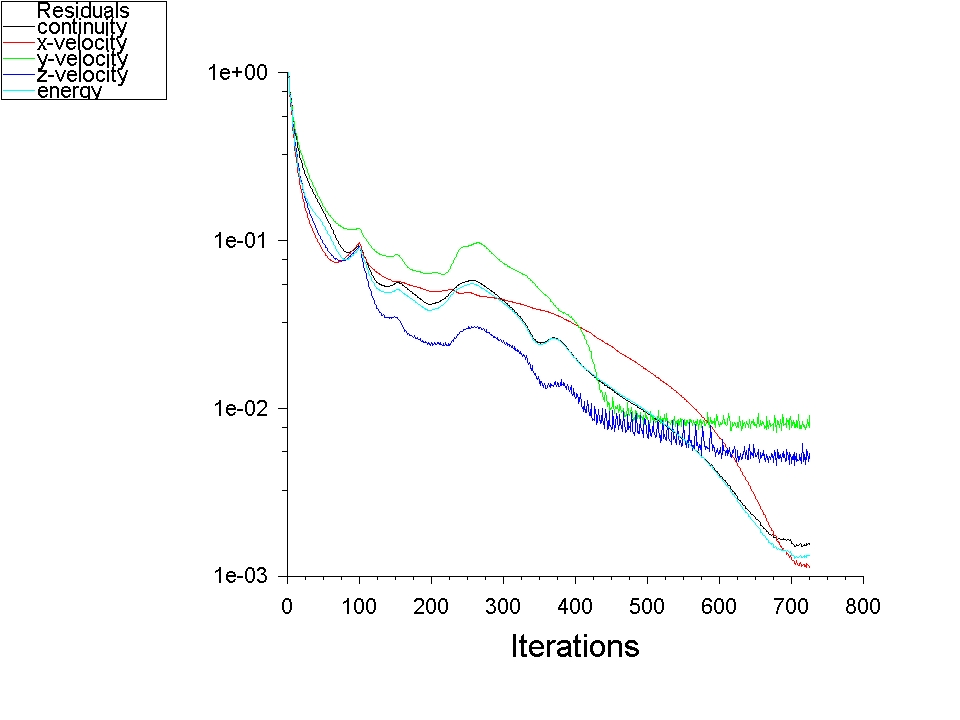 Residuals
continuity
x-velocity
y-velocity
z-velocity
energy
1e+00
1e-01
1e-02
1e-03
0 100 200 300 400 500 600 700 800
Iterations